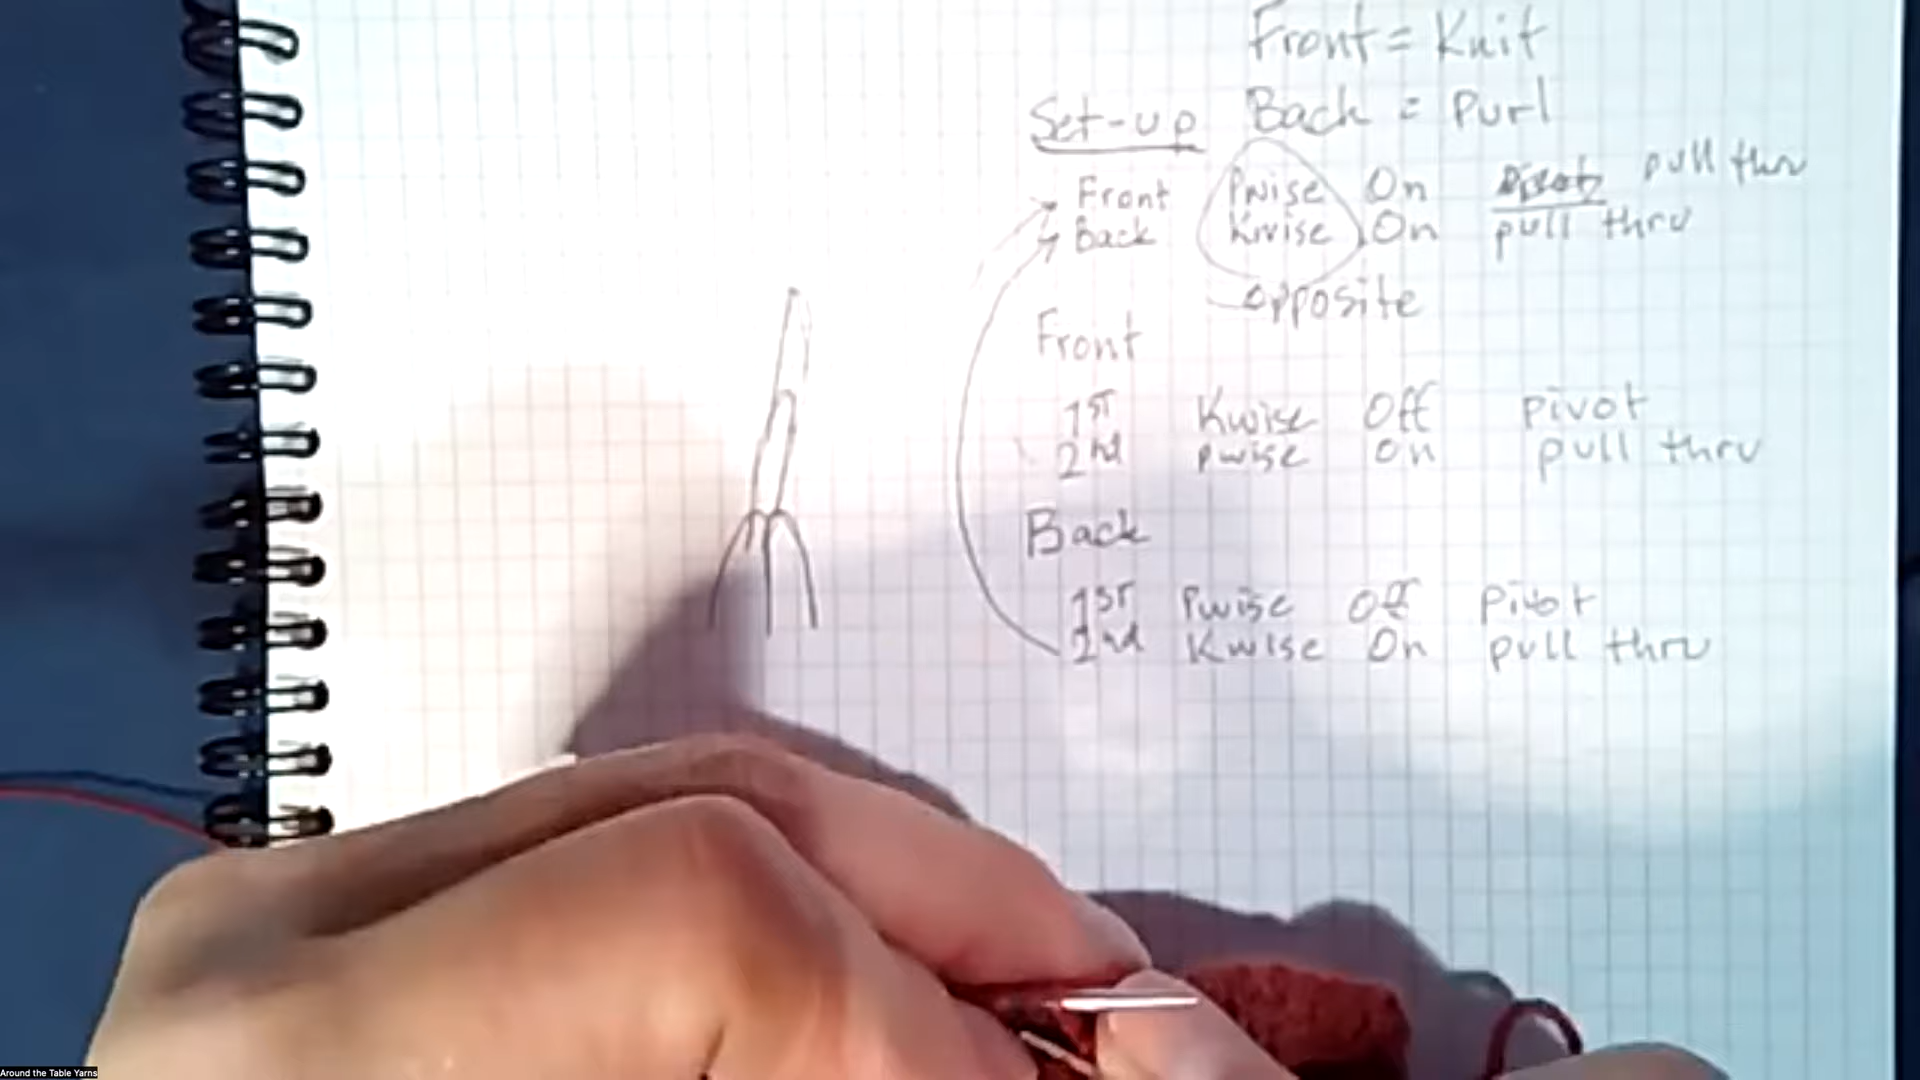 Front = Knit
Set-up Back = Purl
Front Pwise On pull thru
Back Kwise On pull thru
opposite
Front
1st Kwise Off pivot
2nd pwise on pull thru
Back
1st Pwise Off Pivot
2nd Kwise On pull thru
Around the Table Yarns